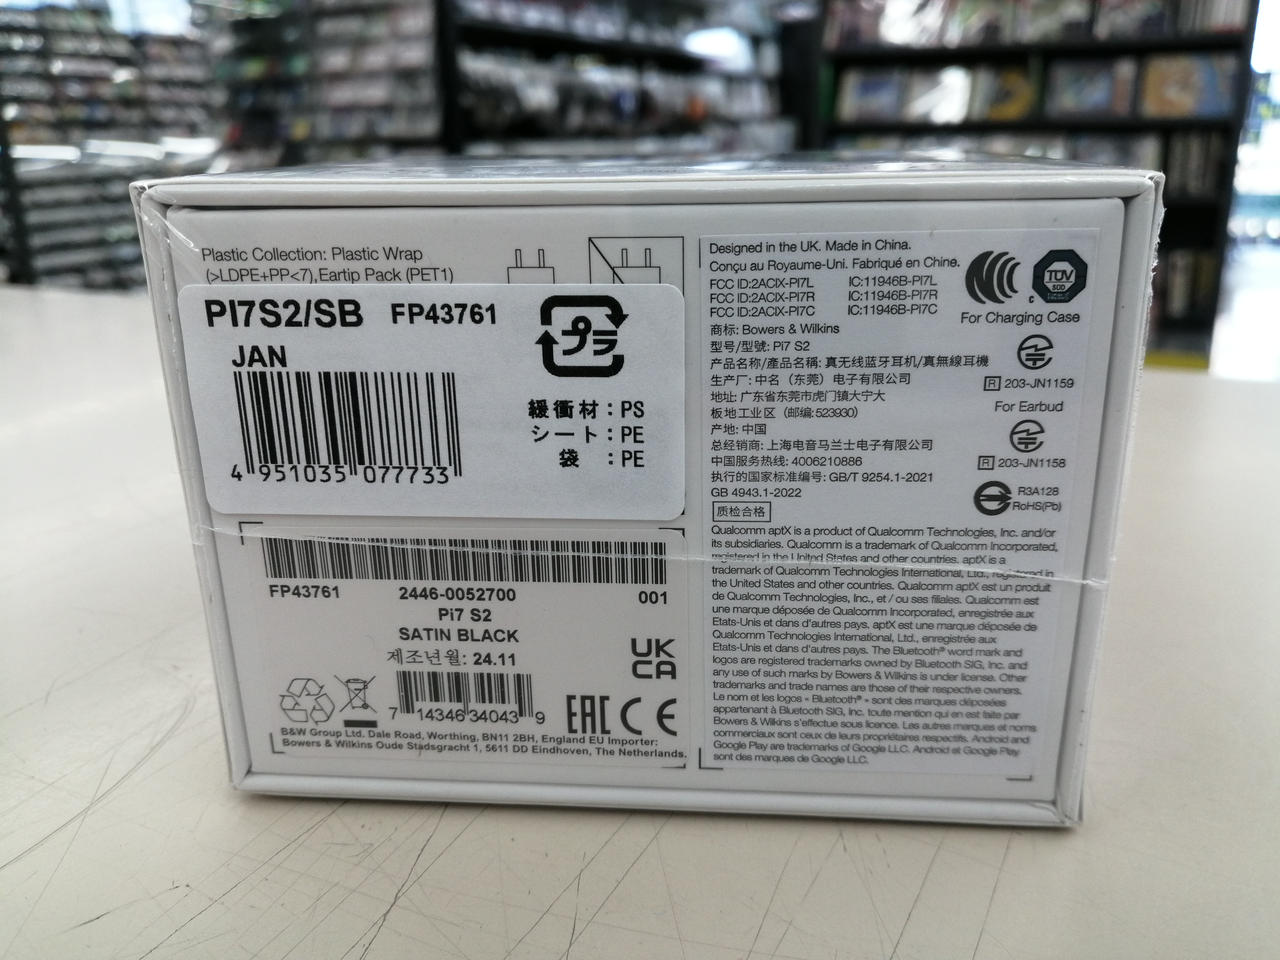 Plastic Collection: Plastic Wrap
(>LDPE+PP<7), Eartip Pack (PET1)
PI7S2/SB FP43761
プラ
JAN
4 951035 077733
緩衝材：PS
シート：PE
袋 ：PE
FP43761 2446-0052700 001
Pi7 S2
SATIN BLACK
제조년월: 24.11
UK
CA
7 14346 34043 9
EAC CE
B&W Group Ltd. Dale Road, Worthing, BN11 2BH, England EU Importer:
Bowers & Wilkins Oude Stadsgracht 1, 5611 DD Eindhoven, The Netherlands.
Designed in the UK. Made in China.
Conçu au Royaume-Uni. Fabriqué en Chine.
FCC ID:2ACIX-PI7L IC:11946B-PI7L
FCC ID:2ACIX-PI7R IC:11946B-PI7R
FCC ID:2ACIX-PI7C IC:11946B-PI7C
商标: Bowers & Wilkins
型号/型號: Pi7 S2
产品名称/產品名稱: 真无线蓝牙耳机/真無線耳機
生产厂: 中名（东莞）电子有限公司
地址: 广东省东莞市虎门镇大宁大
板地工业区（邮编:523930）
产地: 中国
总经销商: 上海电音马兰士电子有限公司
中国服务热线: 4006210886
执行的国家标准编号: GB/T 9254.1-2021
GB 4943.1-2022
质检合格
c TÜV
SÜD
For Charging Case
R 203-JN1159
For Earbud
R 203-JN1158
R3A128
RoHS(Pb)
Qualcomm aptX is a product of Qualcomm Technologies, Inc. and/or
its subsidiaries. Qualcomm is a trademark of Qualcomm Incorporated,
registered in the United States and other countries. aptX is a
trademark of Qualcomm Technologies International, Ltd., registered in
the United States and other countries. Qualcomm aptX est un produit
de Qualcomm Technologies, Inc., et / ou ses filiales. Qualcomm est
une marque déposée de Qualcomm Incorporated, enregistrée aux
Etats-Unis et dans d'autres pays. aptX est une marque déposée de
Qualcomm Technologies International, Ltd., enregistrée aux
Etats-Unis et dans d'autres pays. The Bluetooth® word mark and
logos are registered trademarks owned by Bluetooth SIG, Inc. and
any use of such marks by Bowers & Wilkins is under license. Other
trademarks and trade names are those of their respective owners.
Le nom et les logos « Bluetooth® » sont des marques déposées
appartenant à Bluetooth SIG, Inc. toute mention qui en est faite par
Bowers & Wilkins s'effectue sous licence. Les autres marques et noms
commerciaux sont ceux de leurs propriétaires respectifs. Android and
Google Play are trademarks of Google LLC. Android et Google Play
sont des marques de Google LLC.